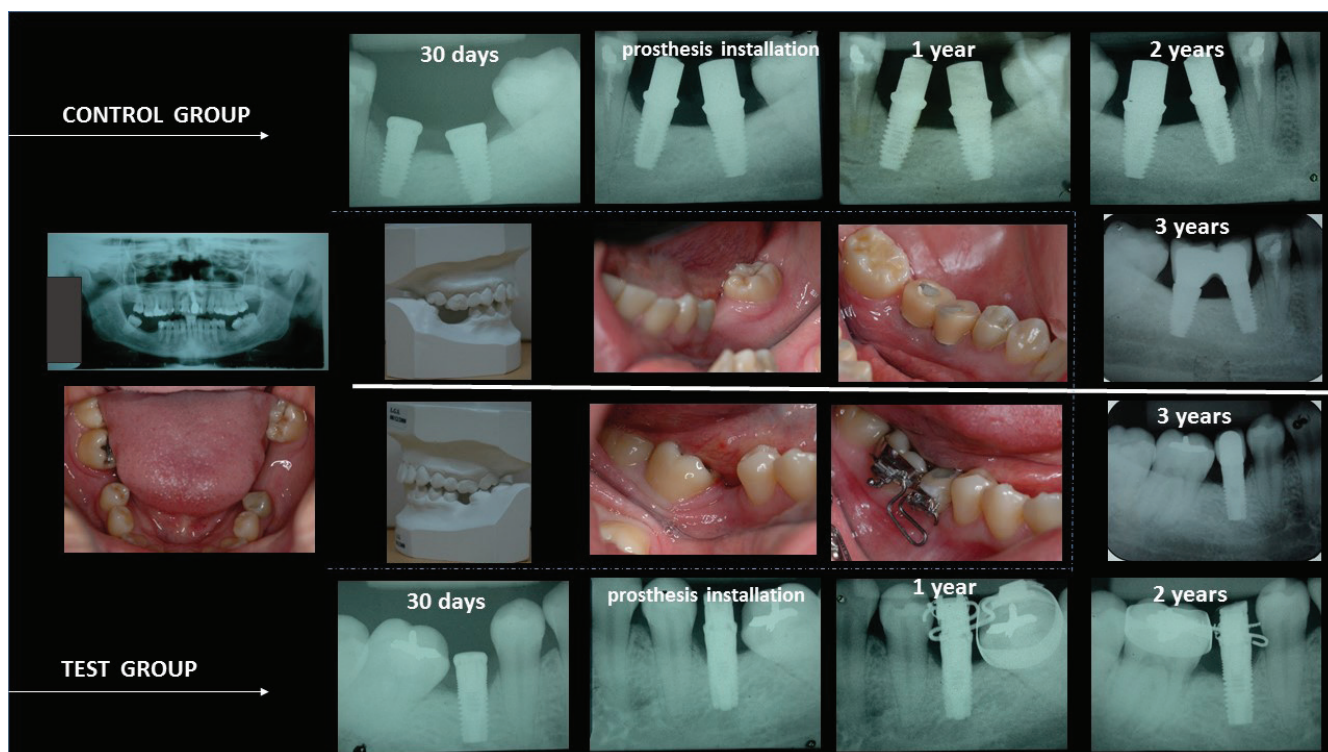 30 days
prosthesis installation
1 year
2 years
CONTROL GROUP
3 years
3 years
30 days
prosthesis installation
1 year
2 years
TEST GROUP